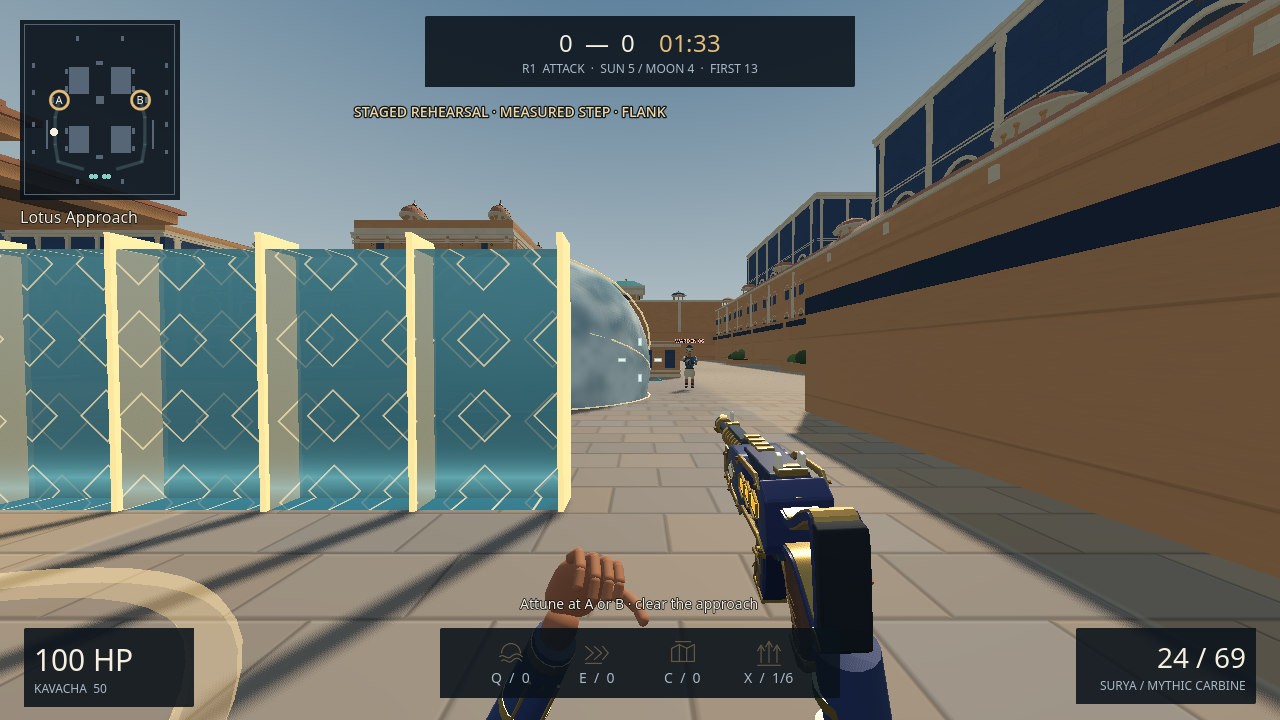 A
B
Lotus Approach
0 — 0 01:33
R1 ATTACK · SUN 5 / MOON 4 · FIRST 13
STAGED REHEARSAL · MEASURED STEP · FLANK
Attune at A or B · clear the approach
100 HP
KAVACHA 50
Q / 0
E / 0
C / 0
X / 1/6
24 / 69
SURYA / MYTHIC CARBINE